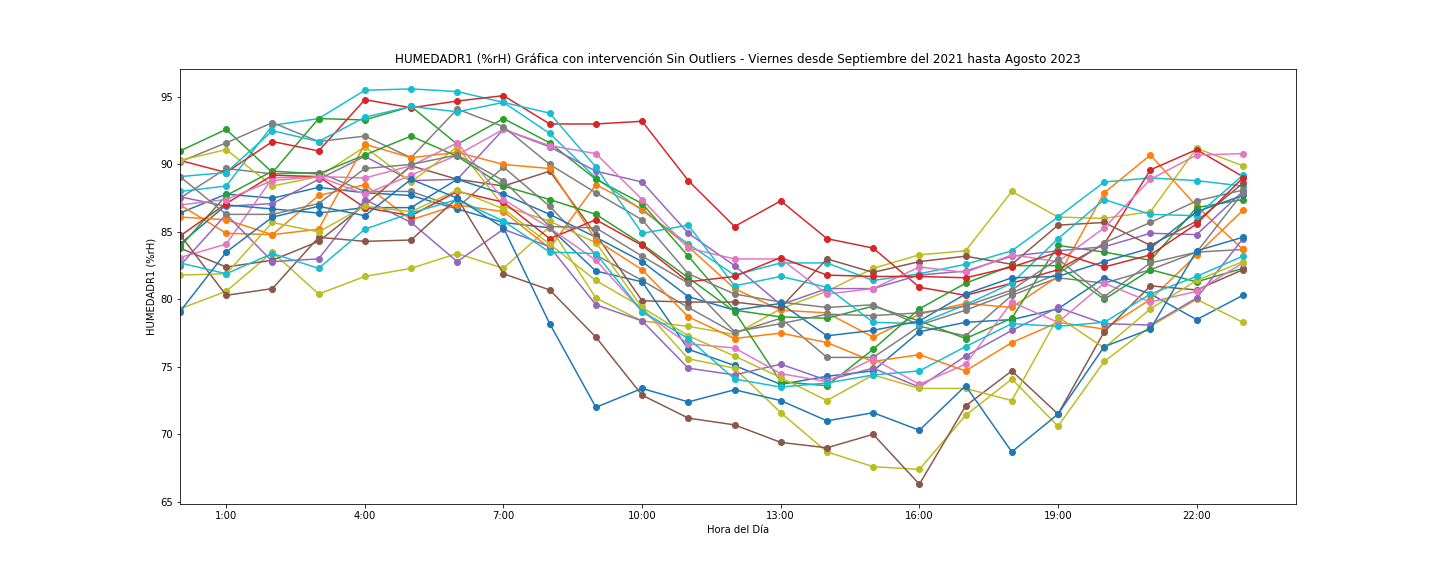 HUMEDADR1 (%rH) Gráfica con intervención Sin Outliers - Viernes desde Septiembre del 2021 hasta Agosto 2023
95
90
85
80
75
70
65
HUMEDADR1 (%rH)
1:00 4:00 7:00 10:00 13:00 16:00 19:00 22:00
Hora del Día